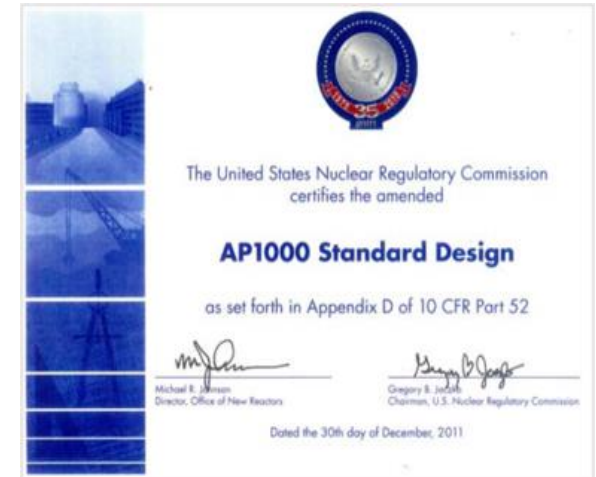 35
The United States Nuclear Regulatory Commission
certifies the amended
AP1000 Standard Design
as set forth in Appendix D of 10 CFR Part 52
Michael R. Johnson
Director, Office of New Reactors
Gregory B. Jaczko
Chairman, U.S. Nuclear Regulatory Commission
Dated the 30th day of December, 2011